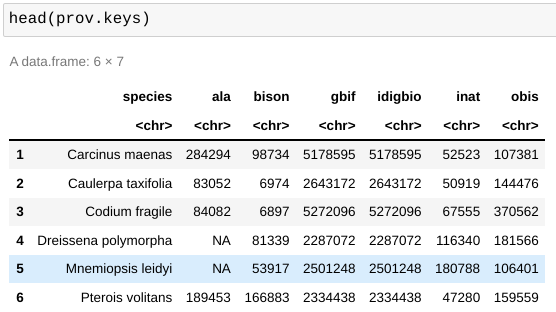 head(prov.keys)
A data.frame: 6 × 7
species ala bison gbif idigbio inat obis
<chr> <chr> <chr> <chr> <chr> <chr> <chr>
1 Carcinus maenas 284294 98734 5178595 5178595 52523 107381
2 Caulerpa taxifolia 83052 6974 2643172 2643172 50919 144476
3 Codium fragile 84082 6897 5272096 5272096 67555 370562
4 Dreissena polymorpha NA 81339 2287072 2287072 116340 181566
5 Mnemiopsis leidyi NA 53917 2501248 2501248 180788 106401
6 Pterois volitans 189453 166883 2334438 2334438 47280 159559